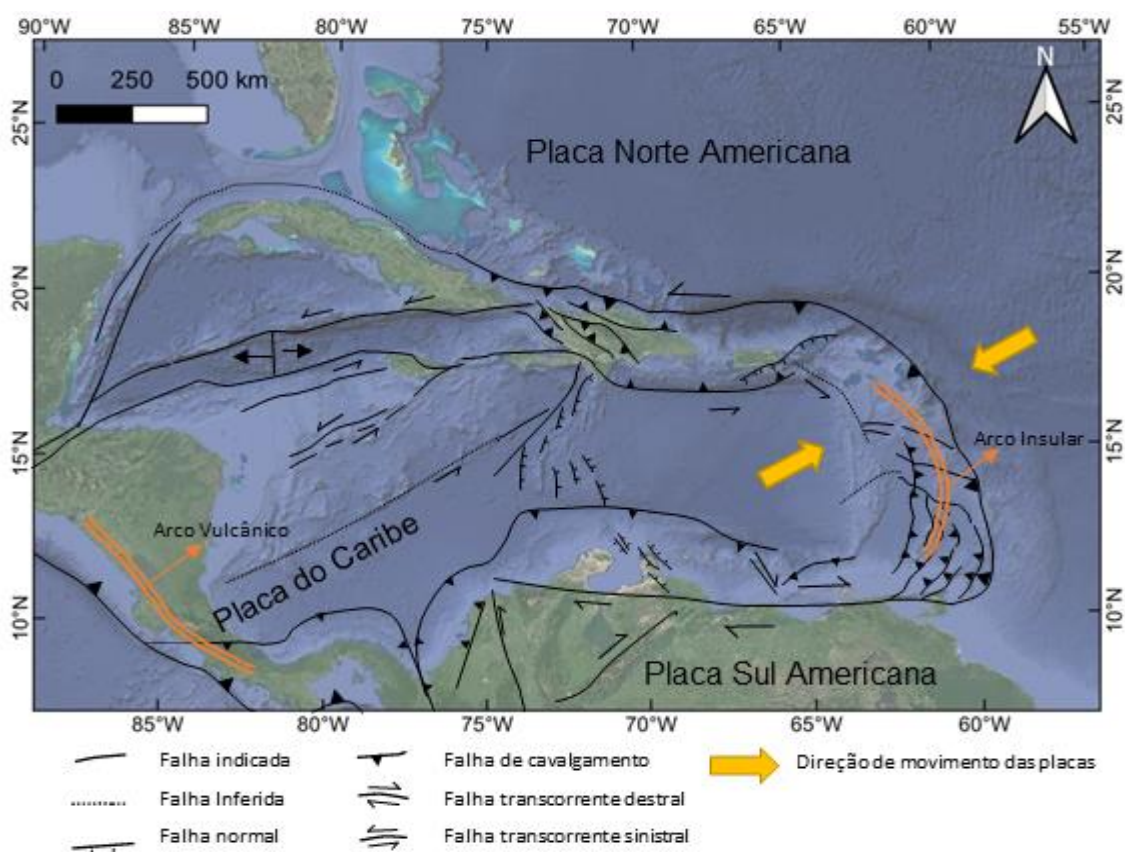 90°W 85°W 80°W 75°W 70°W 65°W 60°W 55°W
0 250 500 km
N
25°N 25°N
Placa Norte Americana
20°N 20°N
15°N 15°N
Arco Insular
Arco Vulcânico
Placa do Caribe
10°N 10°N
Placa Sul Americana
85°W 80°W 75°W 70°W 65°W 60°W
Falha indicada Falha de cavalgamento Direção de movimento das placas
Falha Inferida Falha transcorrente destral
Falha normal Falha transcorrente sinistral